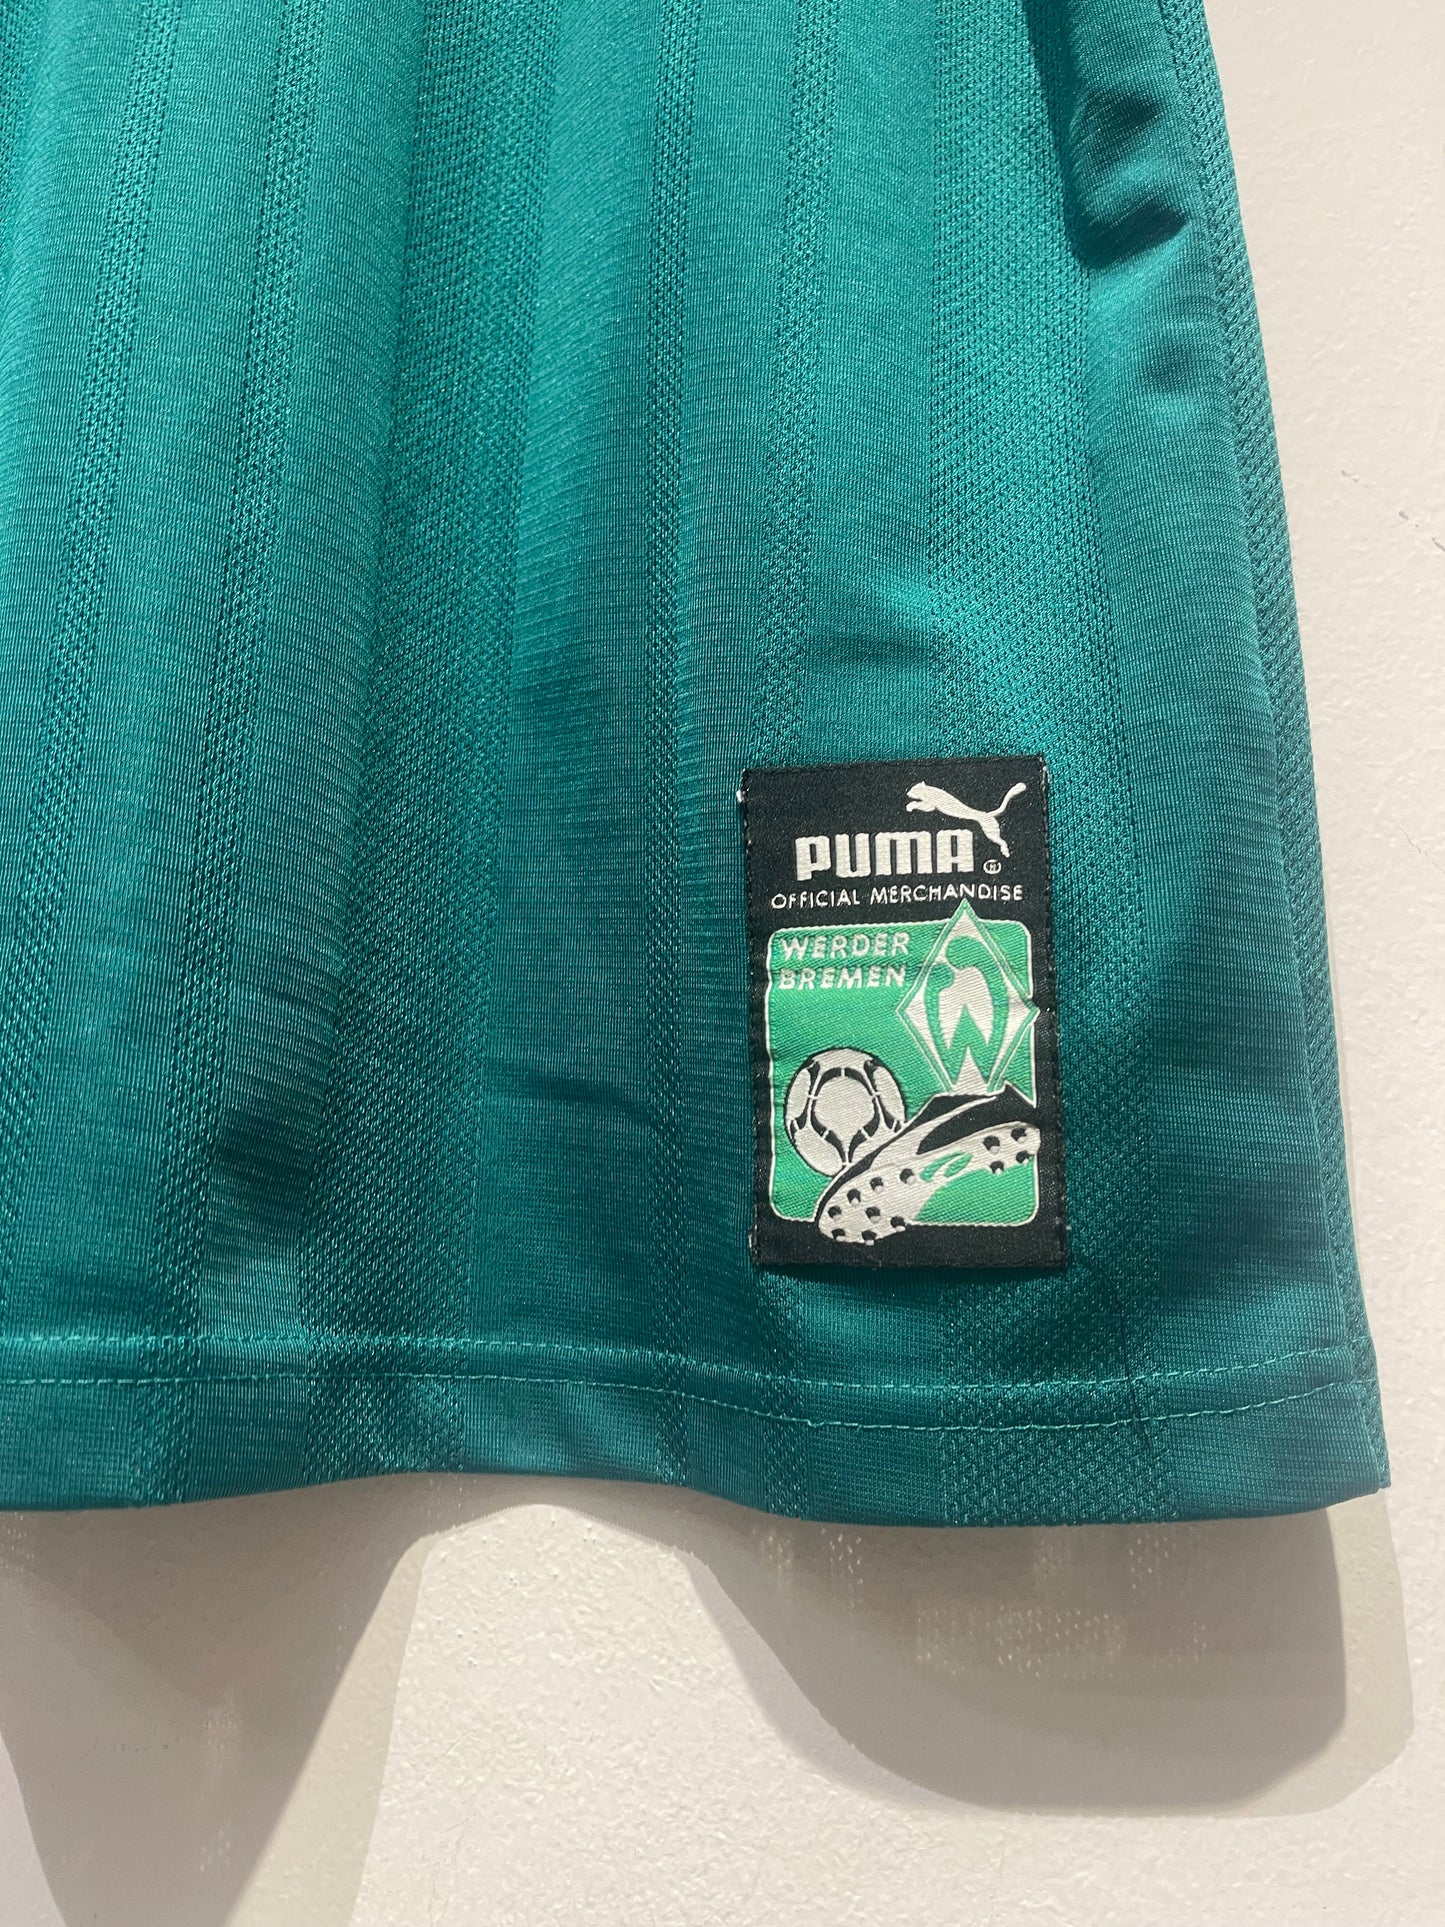 PUMA ®
OFFICIAL MERCHANDISE
WERDER
BREMEN
W